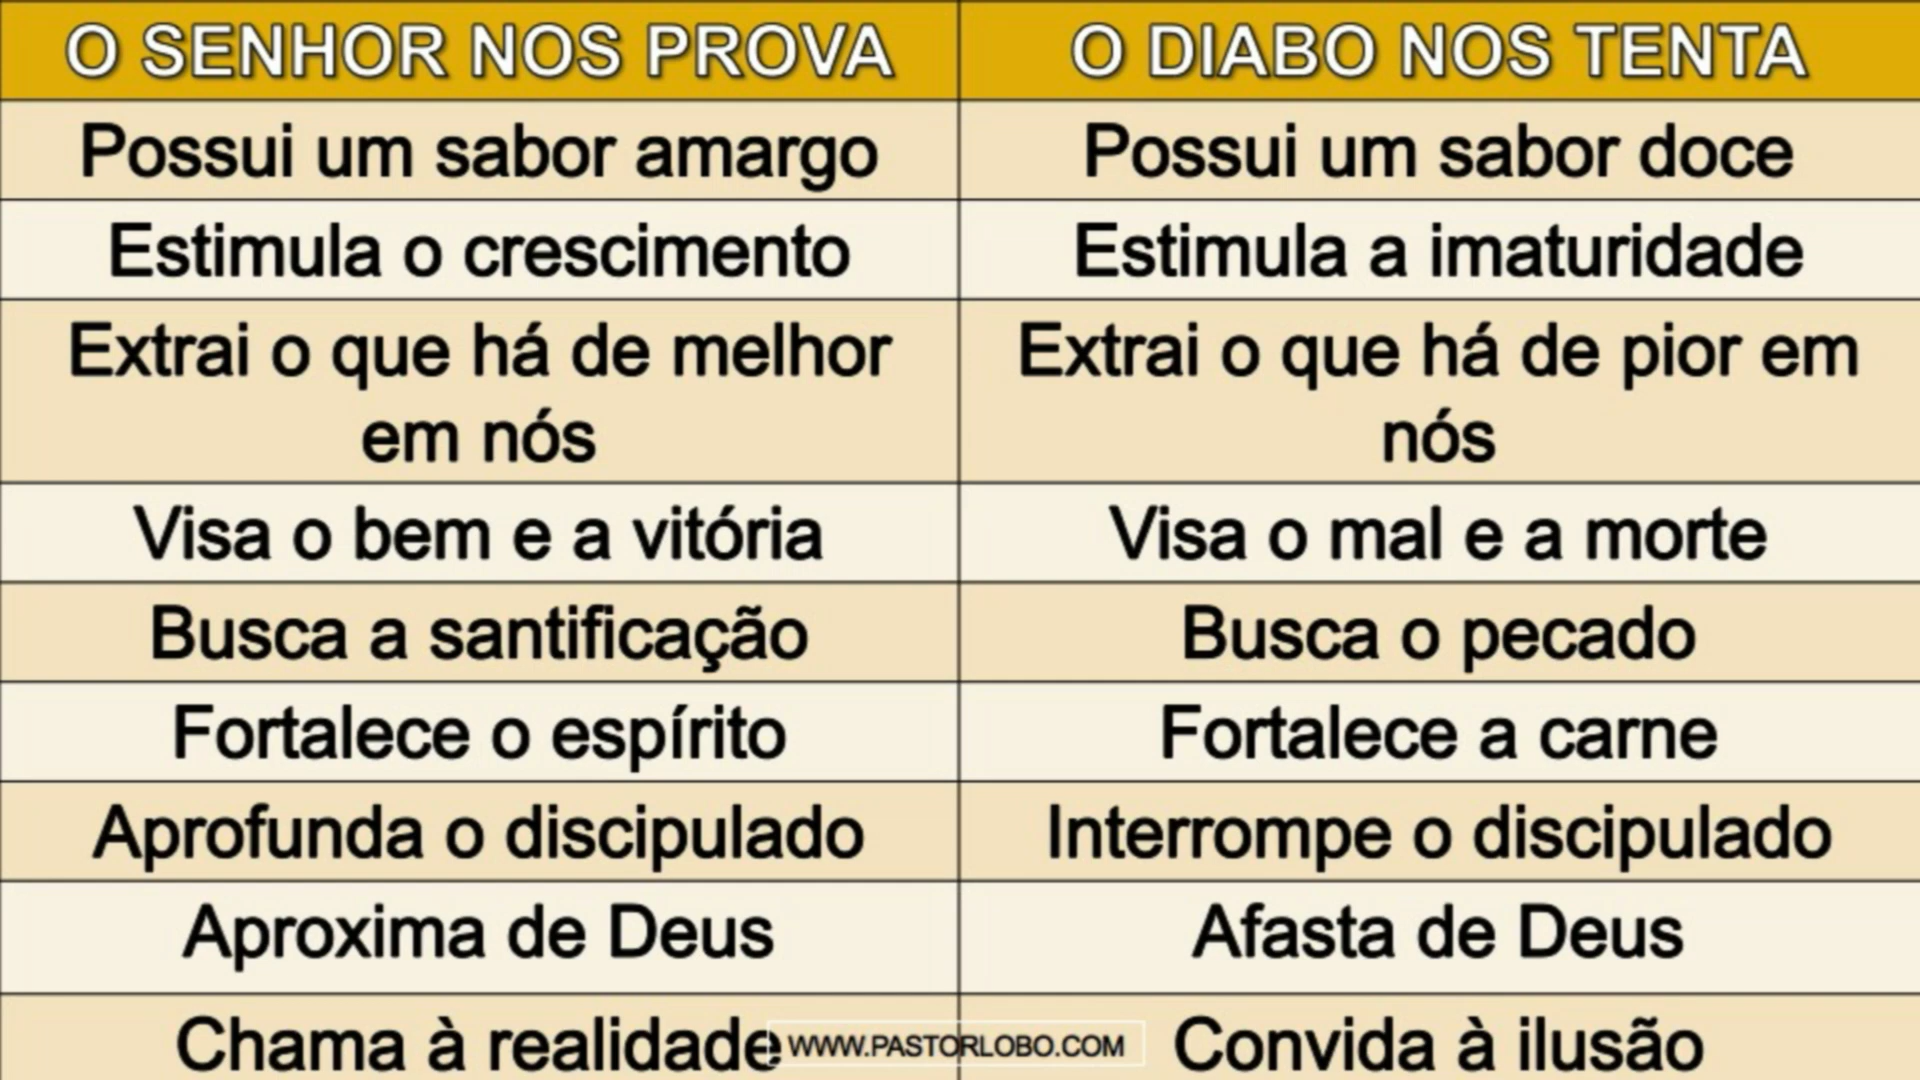 O SENHOR NOS PROVA
O DIABO NOS TENTA
Possui um sabor amargo
Possui um sabor doce
Estimula o crescimento
Estimula a imaturidade
Extrai o que há de melhor
em nós
Extrai o que há de pior em
nós
Visa o bem e a vitória
Visa o mal e a morte
Busca a santificação
Busca o pecado
Fortalece o espírito
Fortalece a carne
Aprofunda o discipulado
Interrompe o discipulado
Aproxima de Deus
Afasta de Deus
Chama à realidade
Convida à ilusão
WWW.PASTORLOBO.COM